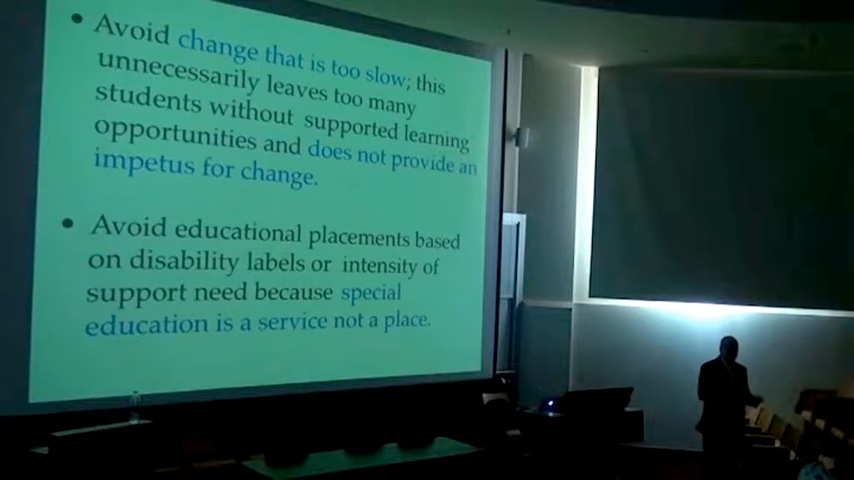 • Avoid change that is too slow; this
unnecessarily leaves too many
students without supported learning
opportunities and does not provide an
impetus for change.
• Avoid educational placements based
on disability labels or intensity of
support need because special
education is a service not a place.